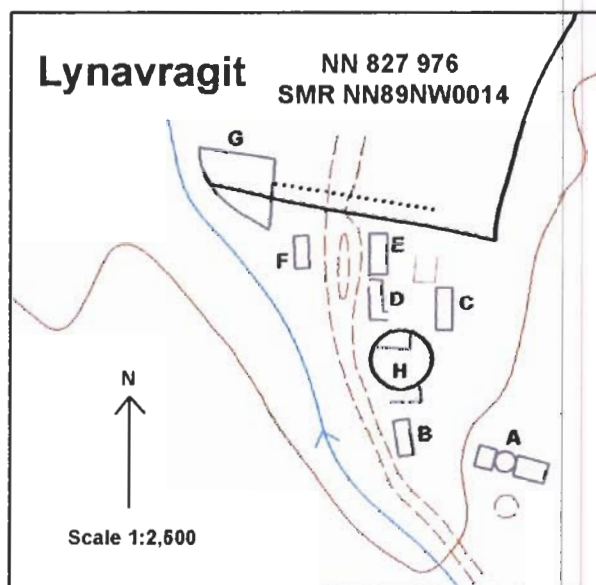 Lynavragit
NN 827 976
SMR NN89NW0014
G
F
E
D
C
H
B
A
N
Scale 1:2,500